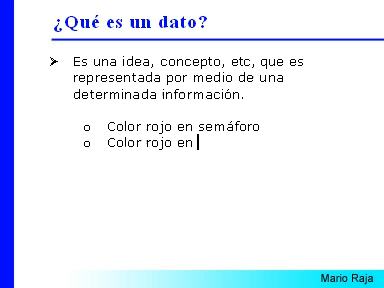 ¿Qué es un dato?
Es una idea, concepto, etc, que es
representada por medio de una
determinada información.
o Color rojo en semáforo
o Color rojo en
Mario Raja